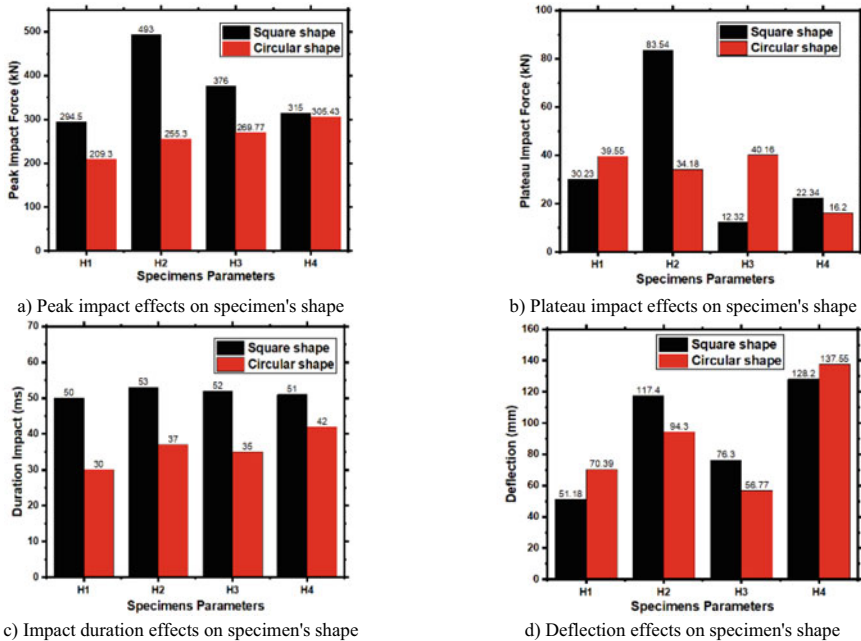 500
400
300
200
100
0
Peak Impact Force (kN)
Square shape
Circular shape
294.5
209.3
493
255.3
376
269.77
315
305.43
H1 H2 H3 H4
Specimens Parameters
a) Peak impact effects on specimen's shape
100
80
60
40
20
0
Plateau Impact Force (kN)
Square shape
Circular shape
30.23
39.55
83.54
34.18
12.32
40.16
22.34
16.2
H1 H2 H3 H4
Specimens Parameters
b) Plateau impact effects on specimen's shape
70
60
50
40
30
20
10
0
Duration Impact (ms)
Square shape
Circular shape
50
30
53
37
52
35
51
42
H1 H2 H3 H4
Specimens Parameters
c) Impact duration effects on specimen's shape
160
140
120
100
80
60
40
20
0
Deflection (mm)
Square shape
Circular shape
51.18
70.39
117.4
94.3
76.3
56.77
128.2
137.55
H1 H2 H3 H4
Specimens Parameters
d) Deflection effects on specimen's shape